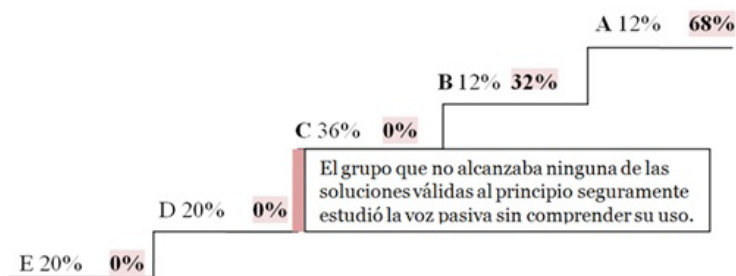 A 12% 68%
B 12% 32%
C 36% 0%
El grupo que no alcanzaba ninguna de las
soluciones válidas al principio seguramente
estudió la voz pasiva sin comprender su uso.
D 20% 0%
E 20% 0%